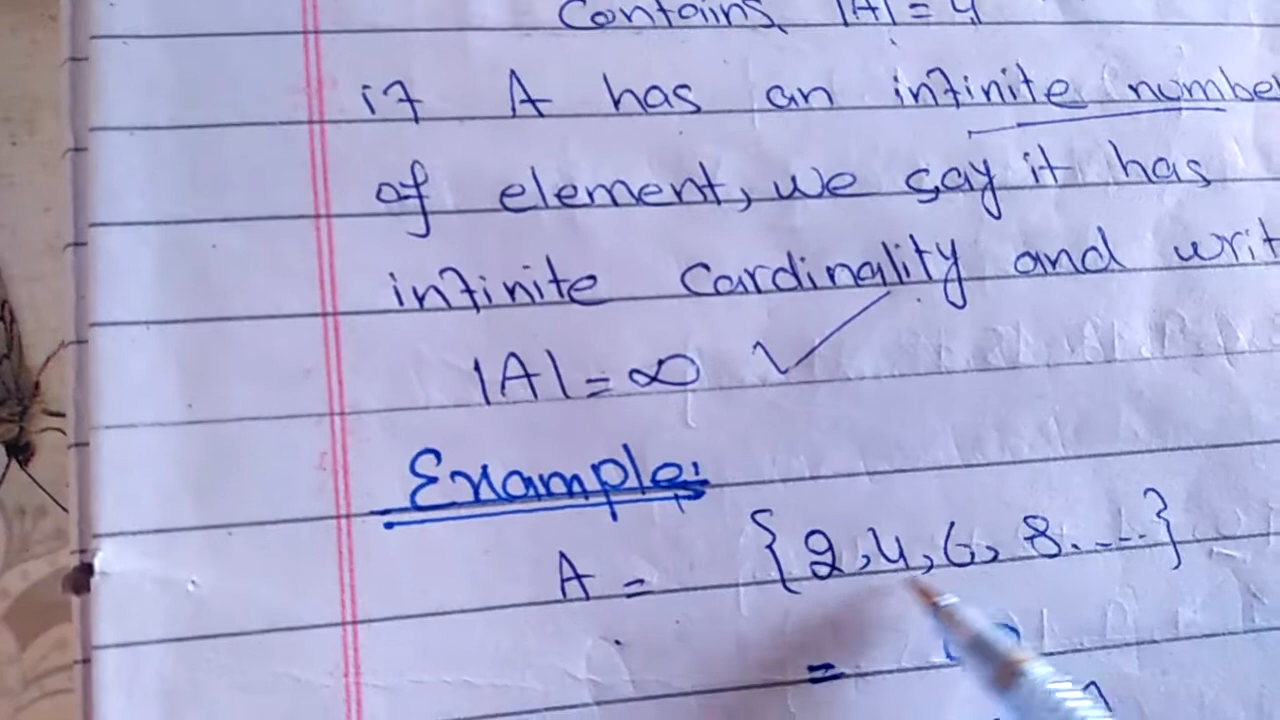 Contains |A| = 4
if A has an infinite number
of element, we say it has
infinite Cardinality and writ
|A| = ∞
Example:
A = {2,4,6,8....}
=